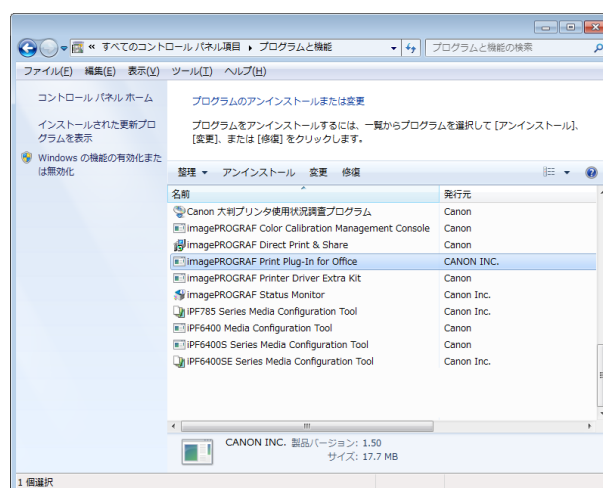 « すべてのコントロール パネル項目 ▸ プログラムと機能
プログラムと機能の検索
ファイル(F) 編集(E) 表示(V) ツール(T) ヘルプ(H)
コントロール パネル ホーム
インストールされた更新プロ
グラムを表示
Windows の機能の有効化また
は無効化
プログラムのアンインストールまたは変更
プログラムをアンインストールするには、一覧からプログラムを選択して [アンインストール]、
[変更]、または [修復] をクリックします。
整理 アンインストール 変更 修復
名前 発行元
Canon 大判プリンタ使用状況調査プログラム Canon
imagePROGRAF Color Calibration Management Console Canon
imagePROGRAF Direct Print & Share Canon
imagePROGRAF Print Plug-In for Office CANON INC.
imagePROGRAF Printer Driver Extra Kit Canon
imagePROGRAF Status Monitor Canon Inc.
iPF785 Series Media Configuration Tool Canon Inc.
iPF6400 Media Configuration Tool Canon
iPF6400S Series Media Configuration Tool Canon
iPF6400SE Series Media Configuration Tool Canon Inc.
CANON INC. 製品バージョン: 1.50
サイズ: 17.7 MB
1 個選択